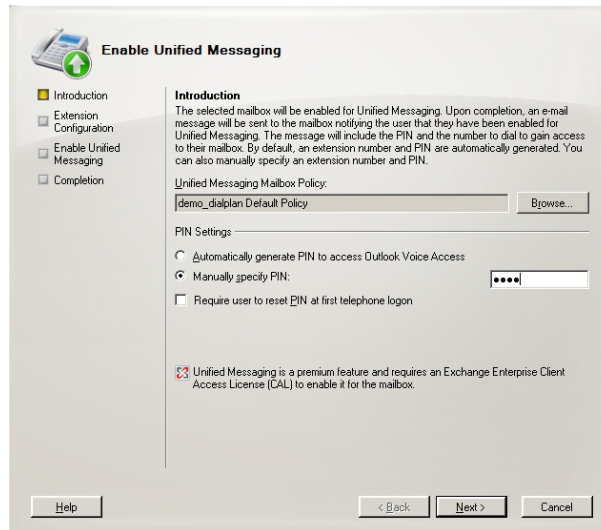 Enable Unified Messaging
Introduction
Extension
Configuration
Enable Unified
Messaging
Completion
Introduction
The selected mailbox will be enabled for Unified Messaging. Upon completion, an e-mail
message will be sent to the mailbox notifying the user that they have been enabled for
Unified Messaging. The message will include the PIN and the number to dial to gain access
to their mailbox. By default, an extension number and PIN are automatically generated. You
can also manually specify an extension number and PIN.
Unified Messaging Mailbox Policy:
demo_dialplan Default Policy
Browse...
PIN Settings
Automatically generate PIN to access Outlook Voice Access
Manually specify PIN:
••••
Require user to reset PIN at first telephone logon
Unified Messaging is a premium feature and requires an Exchange Enterprise Client
Access License (CAL) to enable it for the mailbox.
Help
< Back
Next >
Cancel